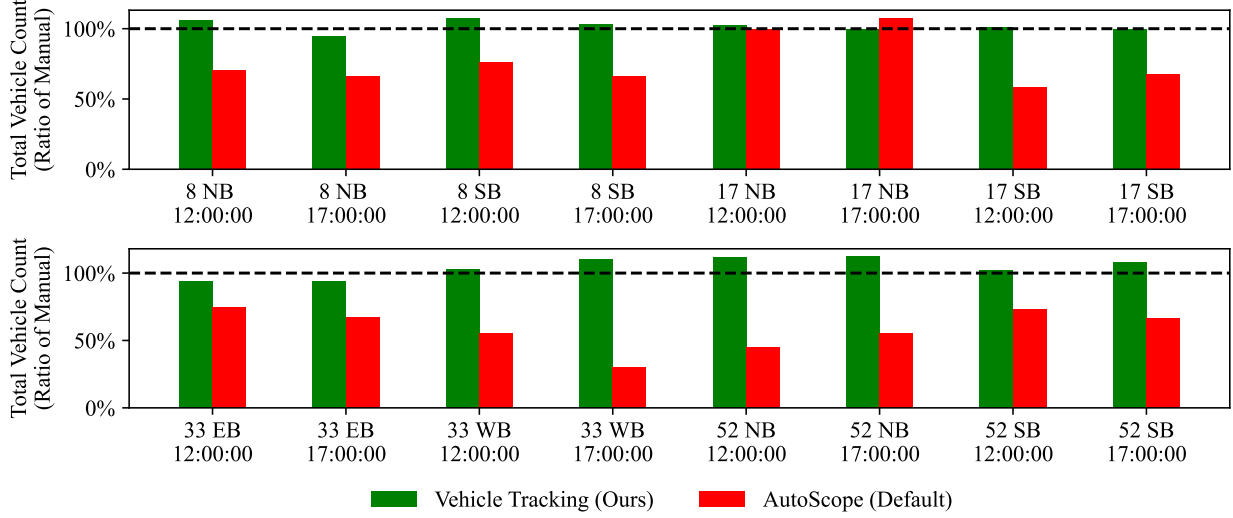 Total Vehicle Count
(Ratio of Manual)
100%
50%
0%
8 NB 8 NB 8 SB 8 SB 17 NB 17 NB 17 SB 17 SB
12:00:00 17:00:00 12:00:00 17:00:00 12:00:00 17:00:00 12:00:00 17:00:00
Total Vehicle Count
(Ratio of Manual)
100%
50%
0%
33 EB 33 EB 33 WB 33 WB 52 NB 52 NB 52 SB 52 SB
12:00:00 17:00:00 12:00:00 17:00:00 12:00:00 17:00:00 12:00:00 17:00:00
Vehicle Tracking (Ours) AutoScope (Default)